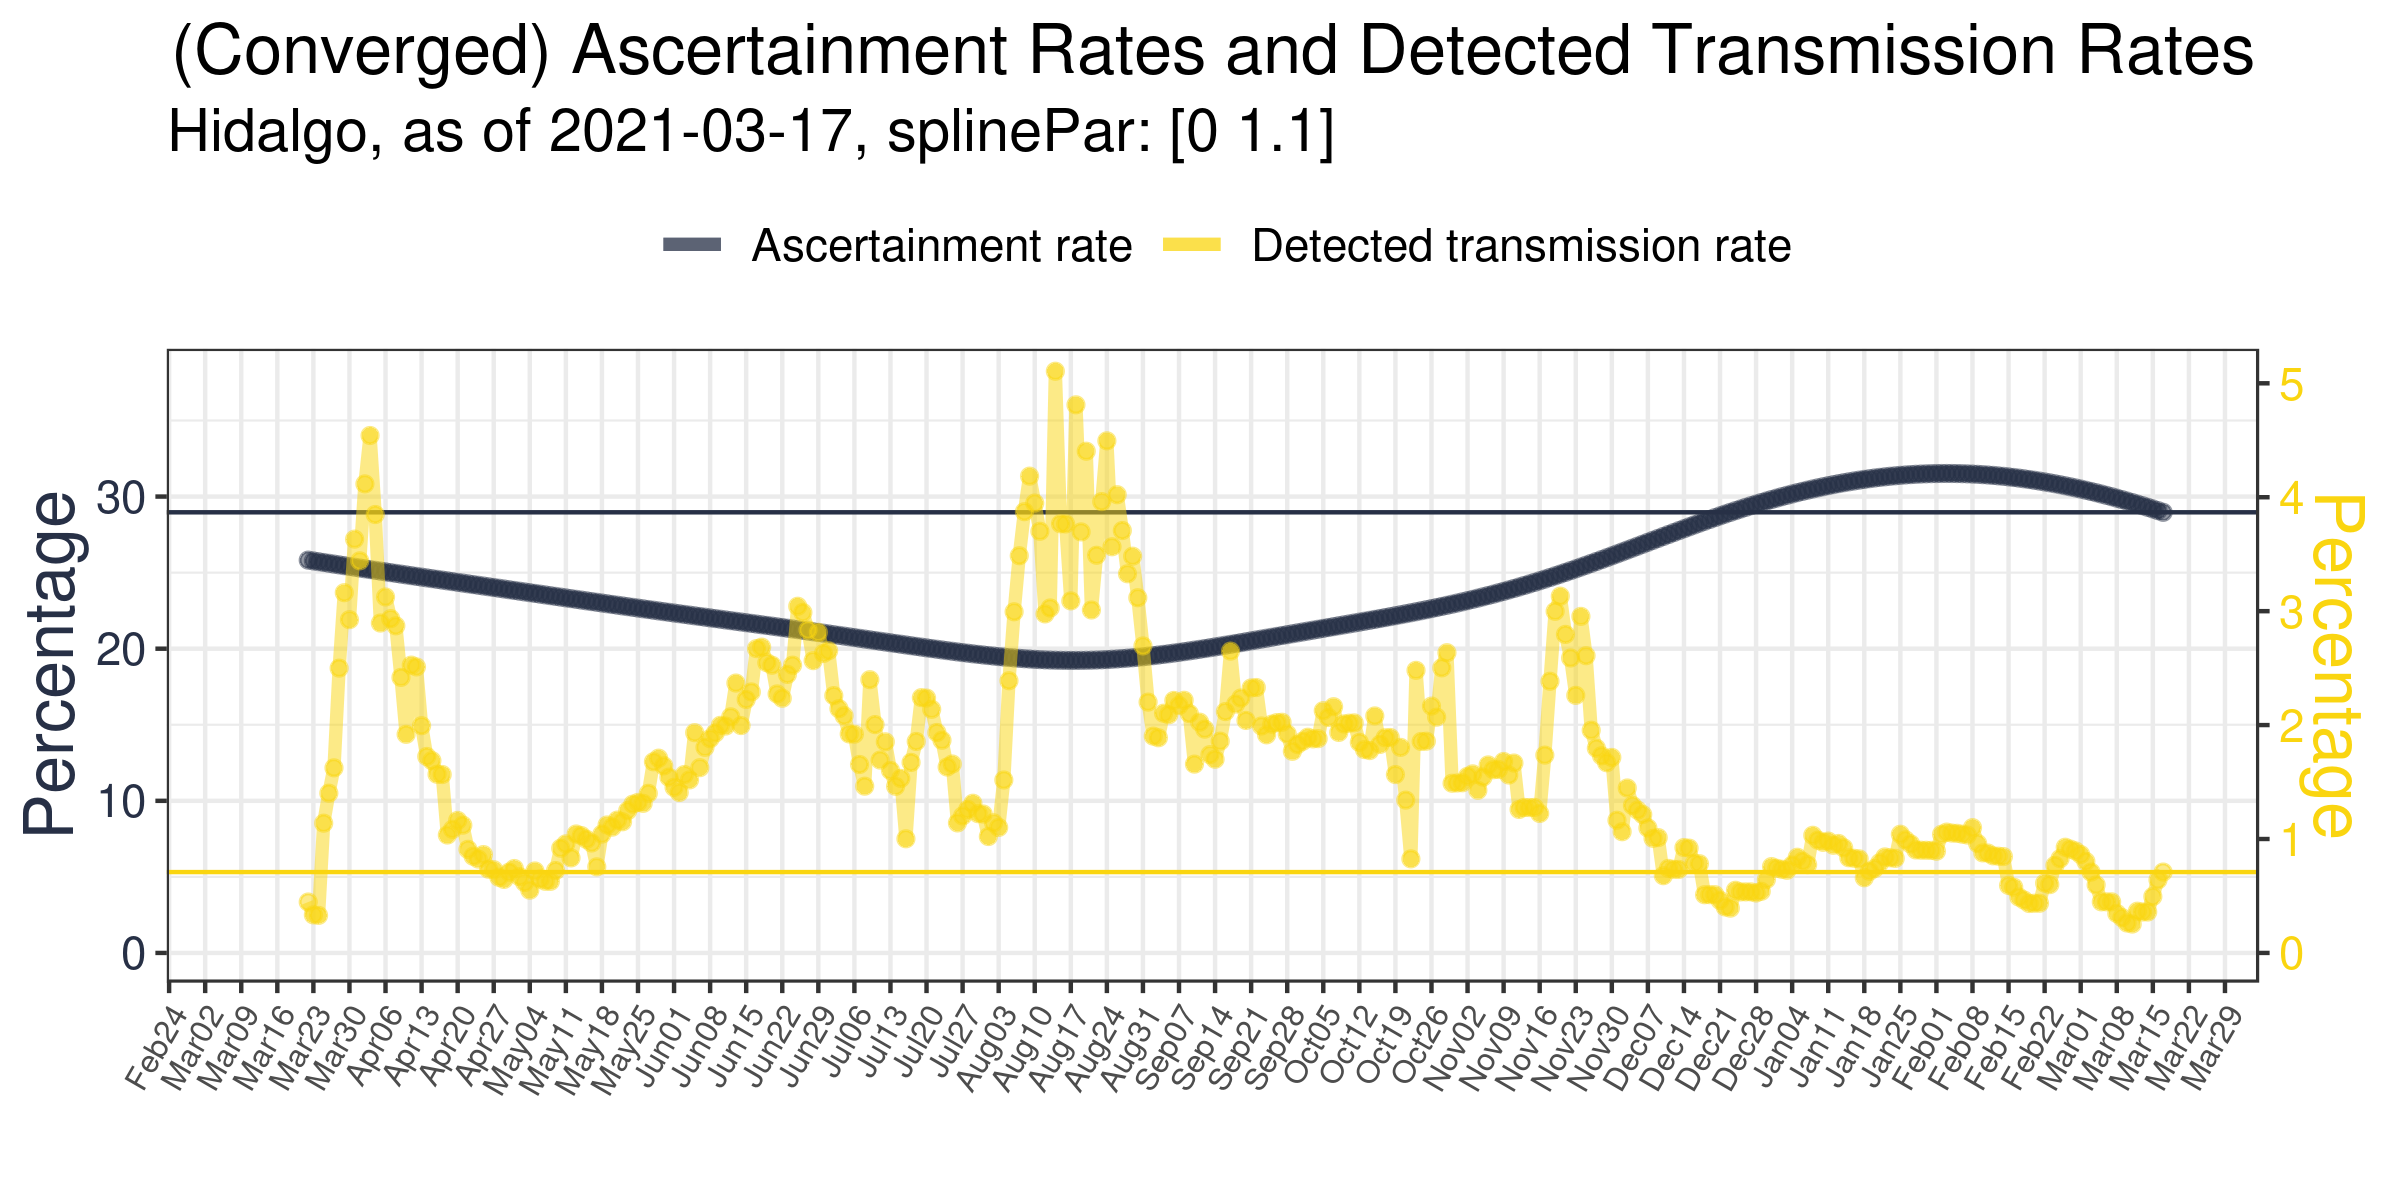 (Converged) Ascertainment Rates and Detected Transmission Rates
Hidalgo, as of 2021-03-17, splinePar: [0 1.1]
Ascertainment rate
Detected transmission rate
Percentage
30
20
10
0
5
4
3
2
1
0
Percentage
Feb24
Mar02
Mar09
Mar16
Mar23
Mar30
Apr06
Apr13
Apr20
Apr27
May04
May11
May18
May25
Jun01
Jun08
Jun15
Jun22
Jun29
Jul06
Jul13
Jul20
Jul27
Aug03
Aug10
Aug17
Aug24
Aug31
Sep07
Sep14
Sep21
Sep28
Oct05
Oct12
Oct19
Oct26
Nov02
Nov09
Nov16
Nov23
Nov30
Dec07
Dec14
Dec21
Dec28
Jan04
Jan11
Jan18
Jan25
Feb01
Feb08
Feb15
Feb22
Mar01
Mar08
Mar15
Mar22
Mar29